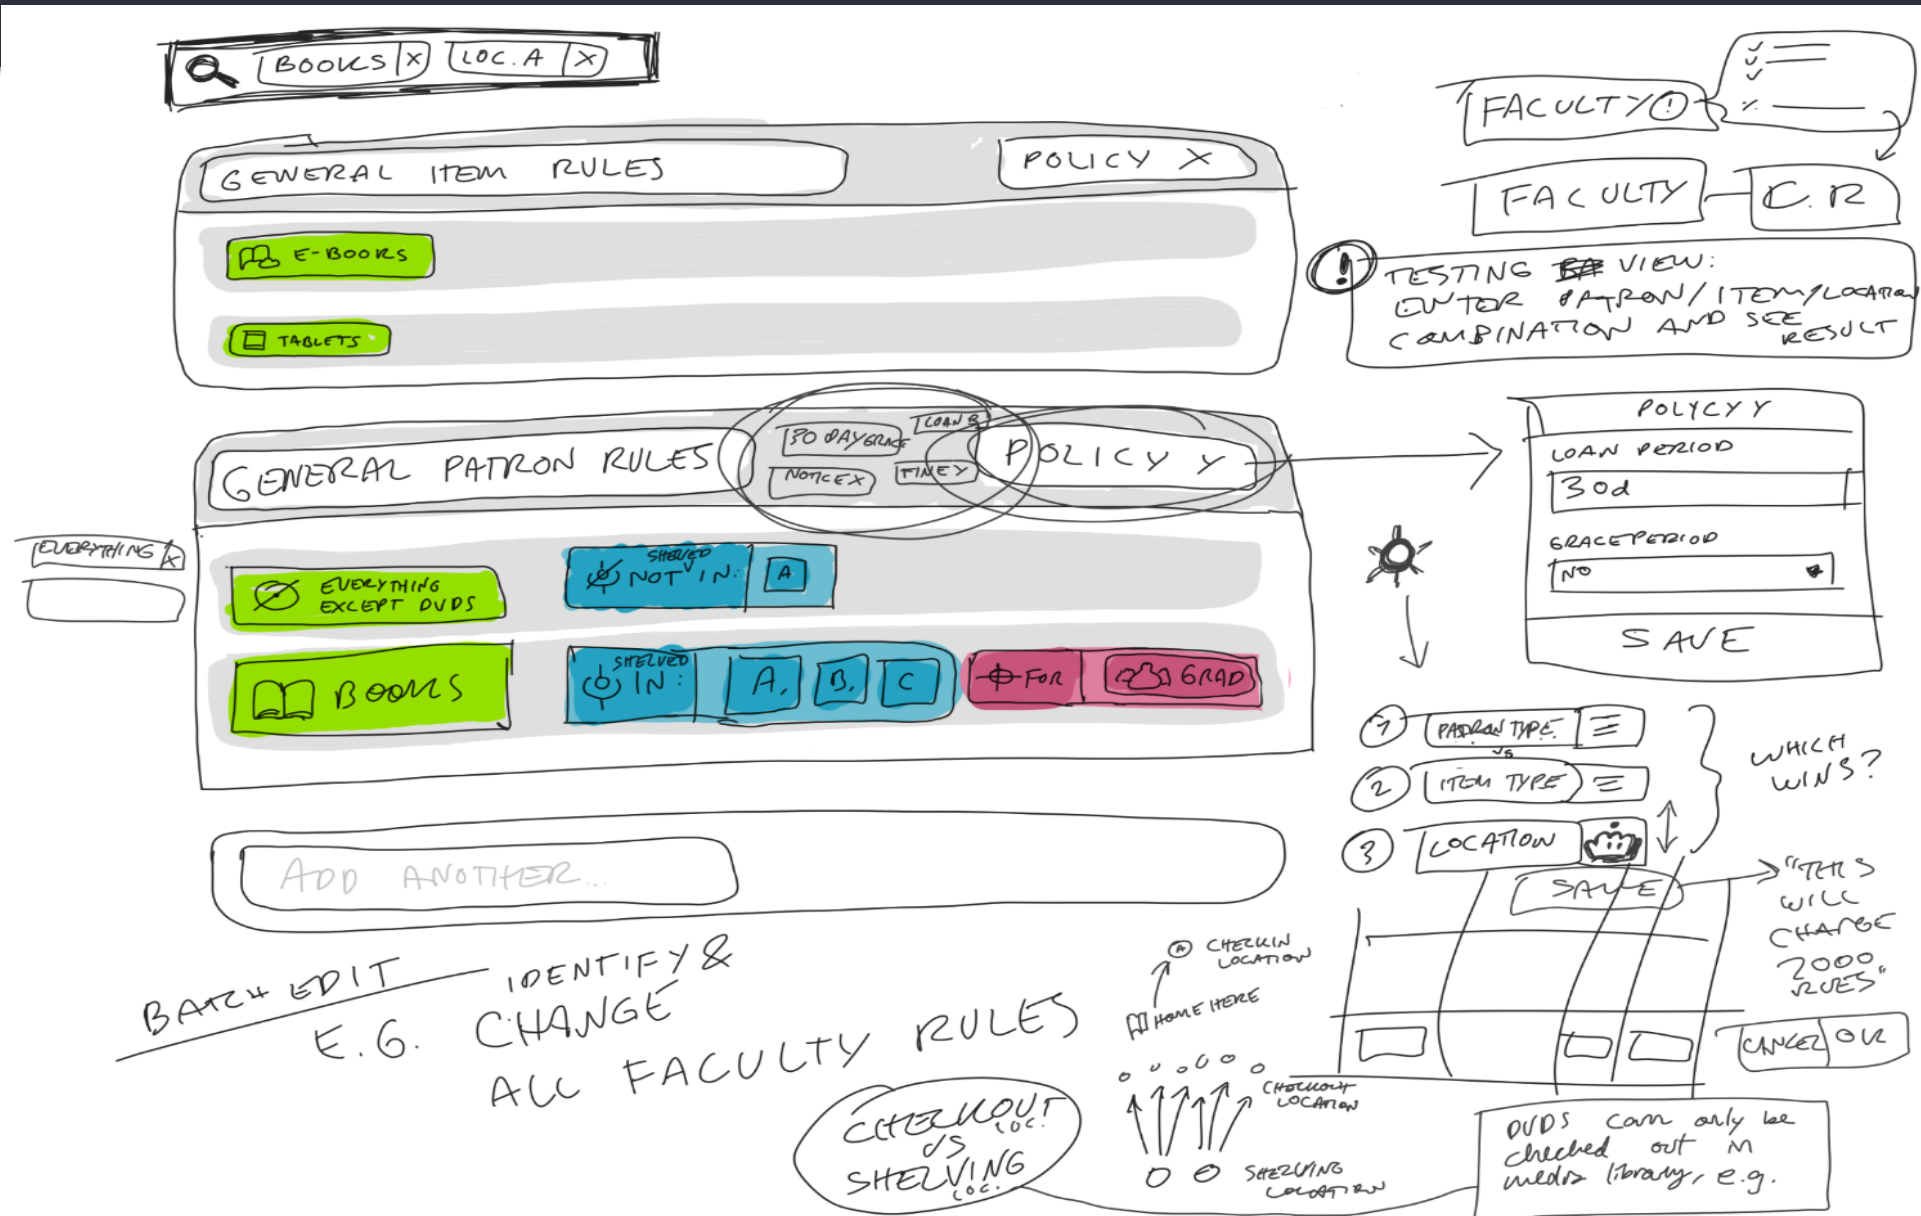 BOOKS X
LOC. A X
GENERAL ITEM RULES
POLICY X
E-BOOKS
TABLETS
GENERAL PATRON RULES
30 DAY GRACE
LOAN B
NOTICE X
FINE Y
POLICY Y
EVERYTHING X
EVERYTHING
EXCEPT DVDS
SHELVED
NOT IN:
A
BOOKS
SHELVED
IN:
A.
B.
C
FOR
GRAD
ADD ANOTHER...
BATCH EDIT — IDENTIFY &
E.G. CHANGE
ALL FACULTY RULES
FACULTY !
FACULTY
C.R
!
TESTING VIEW:
ENTER PATRON/ITEM/LOCATION
COMBINATION AND SEE
RESULT
POLYCY Y
LOAN PERIOD
30d
GRACE PERIOD
NO
SAVE
1 PATRON TYPE
VS
2 ITEM TYPE
3 LOCATION
WHICH
WINS?
SAVE
"THIS
WILL
CHANGE
2000
RULES"
CANCEL OK
A CHECKIN
LOCATION
HOME HERE
CHECKOUT
LOCATION
SHELVING
LOCATION
CHECKOUT
LOC.
VS
SHELVING
LOC.
DVDS can only be
checked out in
media library, e.g.